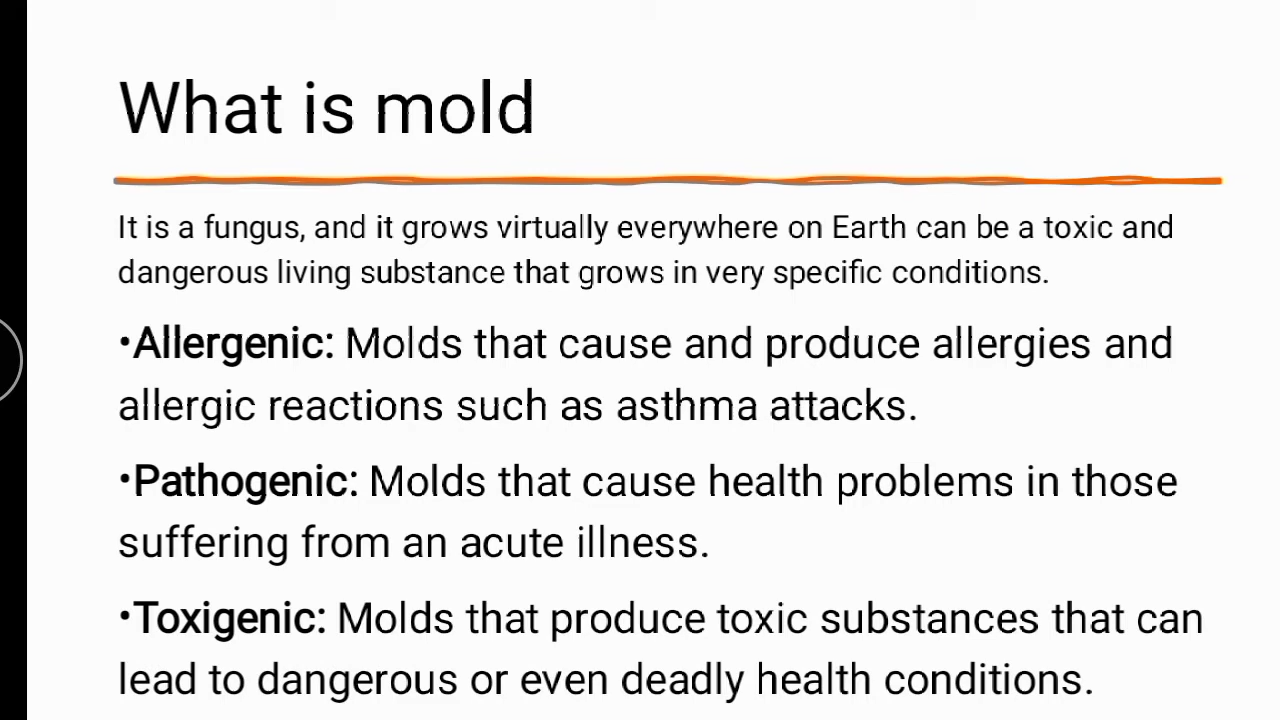 What is mold
It is a fungus, and it grows virtually everywhere on Earth can be a toxic and
dangerous living substance that grows in very specific conditions.
•Allergenic: Molds that cause and produce allergies and
allergic reactions such as asthma attacks.
•Pathogenic: Molds that cause health problems in those
suffering from an acute illness.
•Toxigenic: Molds that produce toxic substances that can
lead to dangerous or even deadly health conditions.